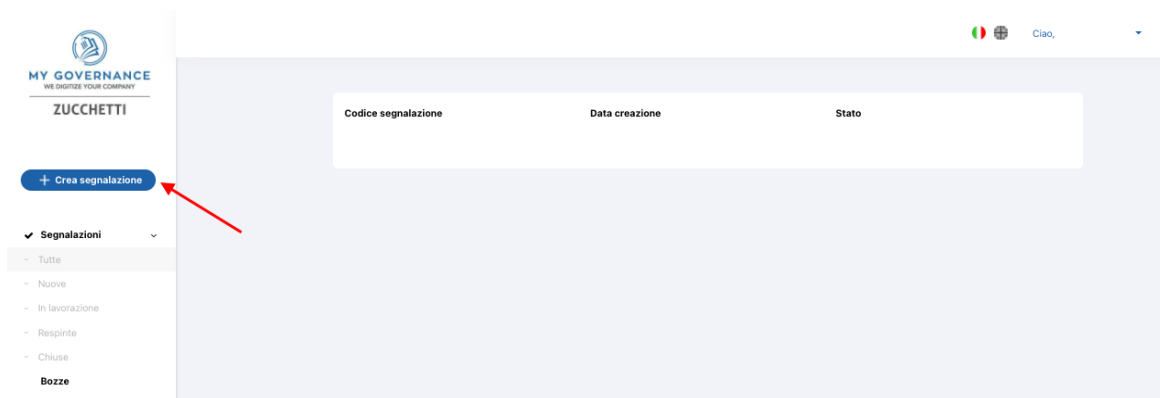 MY GOVERNANCE
WE DIGITIZE YOUR COMPANY
ZUCCHETTI
Ciao,
Codice segnalazione Data creazione Stato
Crea segnalazione
Segnalazioni
Tutte
Nuove
In lavorazione
Respinte
Chiuse
Bozze